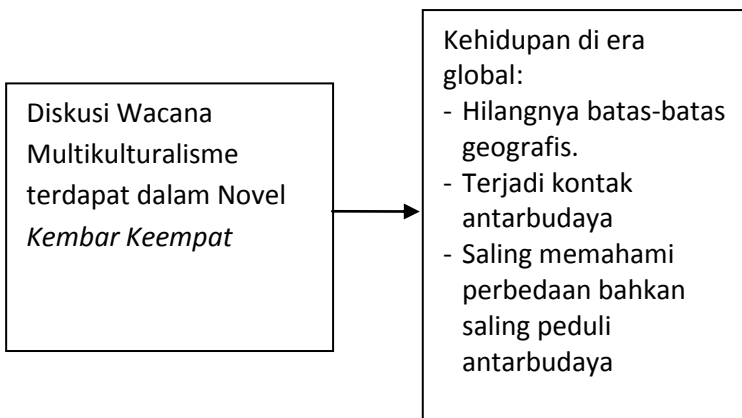 Diskusi Wacana
Multikulturalisme
terdapat dalam Novel
Kembar Keempat
Kehidupan di era
global:
- Hilangnya batas-batas
geografis.
- Terjadi kontak
antarbudaya
- Saling memahami
perbedaan bahkan
saling peduli
antarbudaya